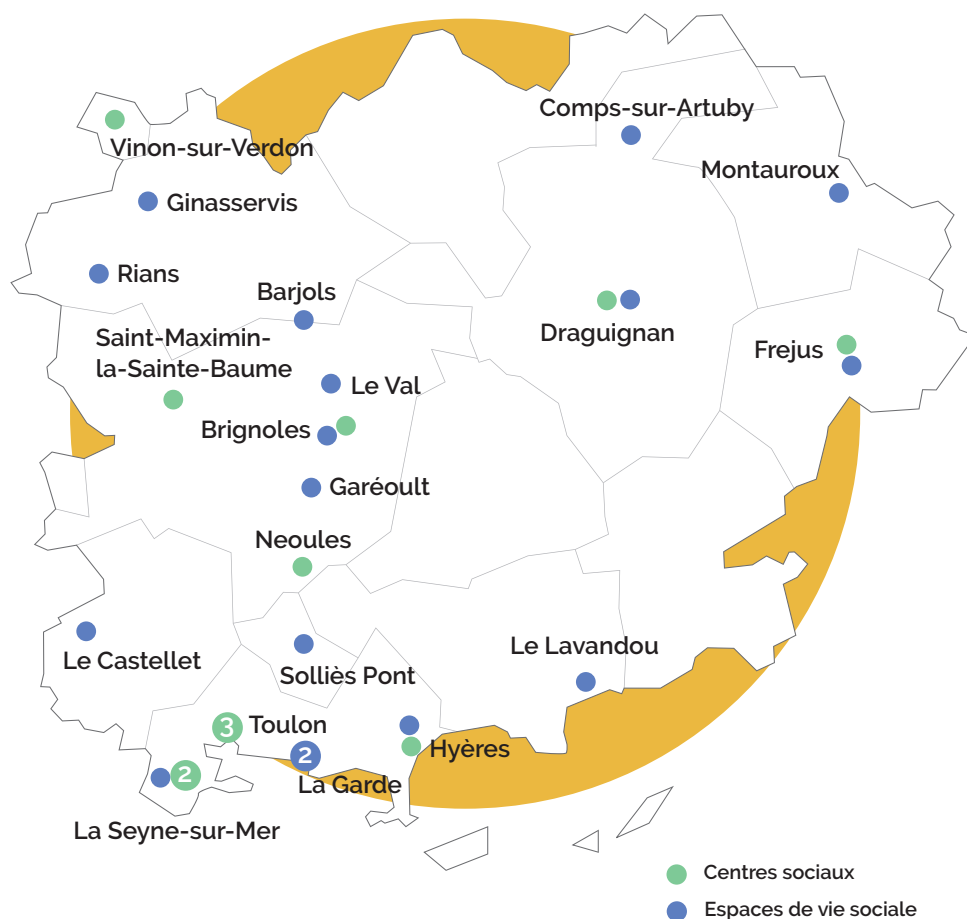 Comps-sur-Artuby
Vinon-sur-Verdon
Montauroux
Ginasservis
Rians
Barjols
Draguignan
Saint-Maximin-
la-Sainte-Baume
Frejus
Le Val
Brignoles
Garéoult
Neoules
Le Castellet
Le Lavandou
Solliès Pont
3
Toulon
2
Hyères
2
La Garde
La Seyne-sur-Mer
Centres sociaux
Espaces de vie sociale